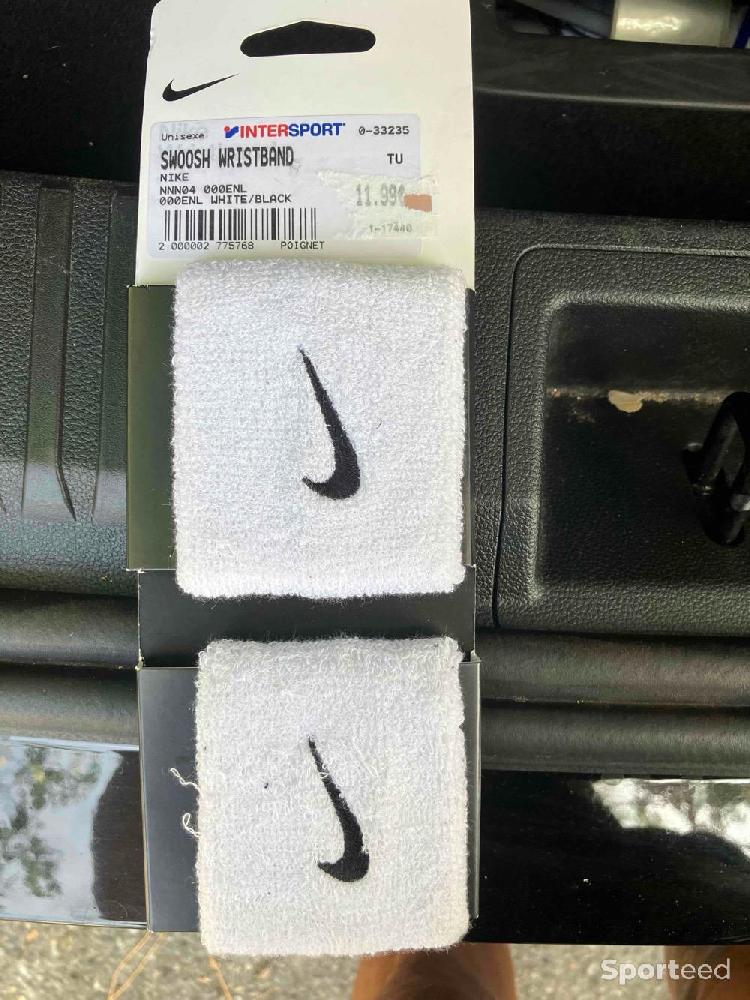 Unisexe INTERSPORT 0-33235
SWOOSH WRISTBAND TU
NIKE
NNN04 000ENL
000ENL WHITE/BLACK 11.99€
1-17440
2 000002 775768 POIGNET
Sporteed